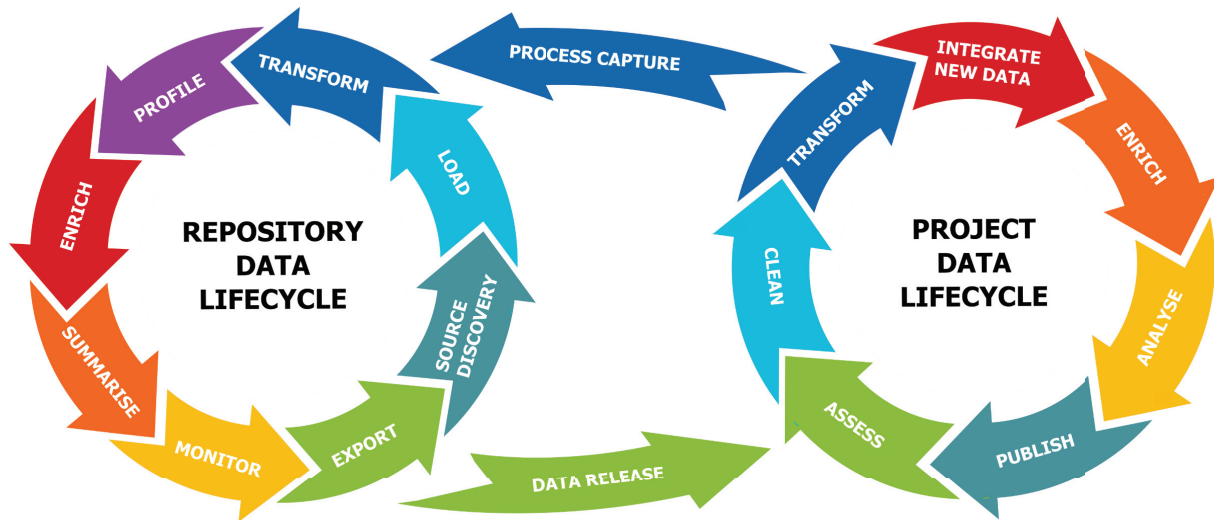 PROCESS CAPTURE
TRANSFORM
PROFILE
ENRICH
SUMMARISE
MONITOR
EXPORT
SOURCE
DISCOVERY
LOAD
REPOSITORY
DATA
LIFECYCLE
DATA RELEASE
INTEGRATE
NEW DATA
ENRICH
ANALYSE
PUBLISH
ASSESS
CLEAN
TRANSFORM
PROJECT
DATA
LIFECYCLE